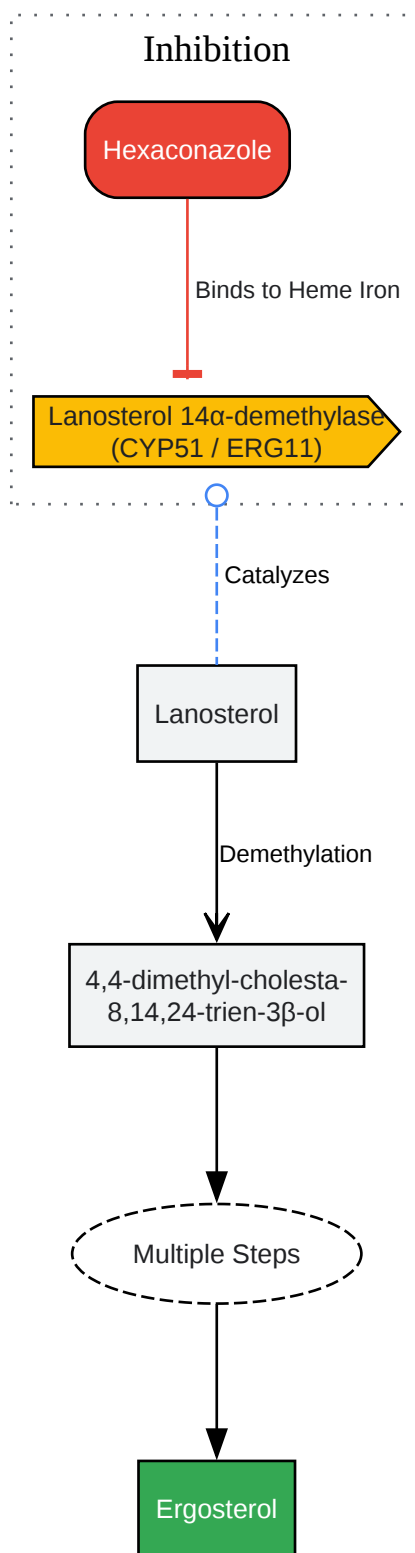 Inhibition
Hexaconazole
Binds to Heme Iron
Lanosterol 14α-demethylase
(CYP51 / ERG11)
Catalyzes
Lanosterol
Demethylation
4,4-dimethyl-cholesta-
8,14,24-trien-3β-ol
Multiple Steps
Ergosterol